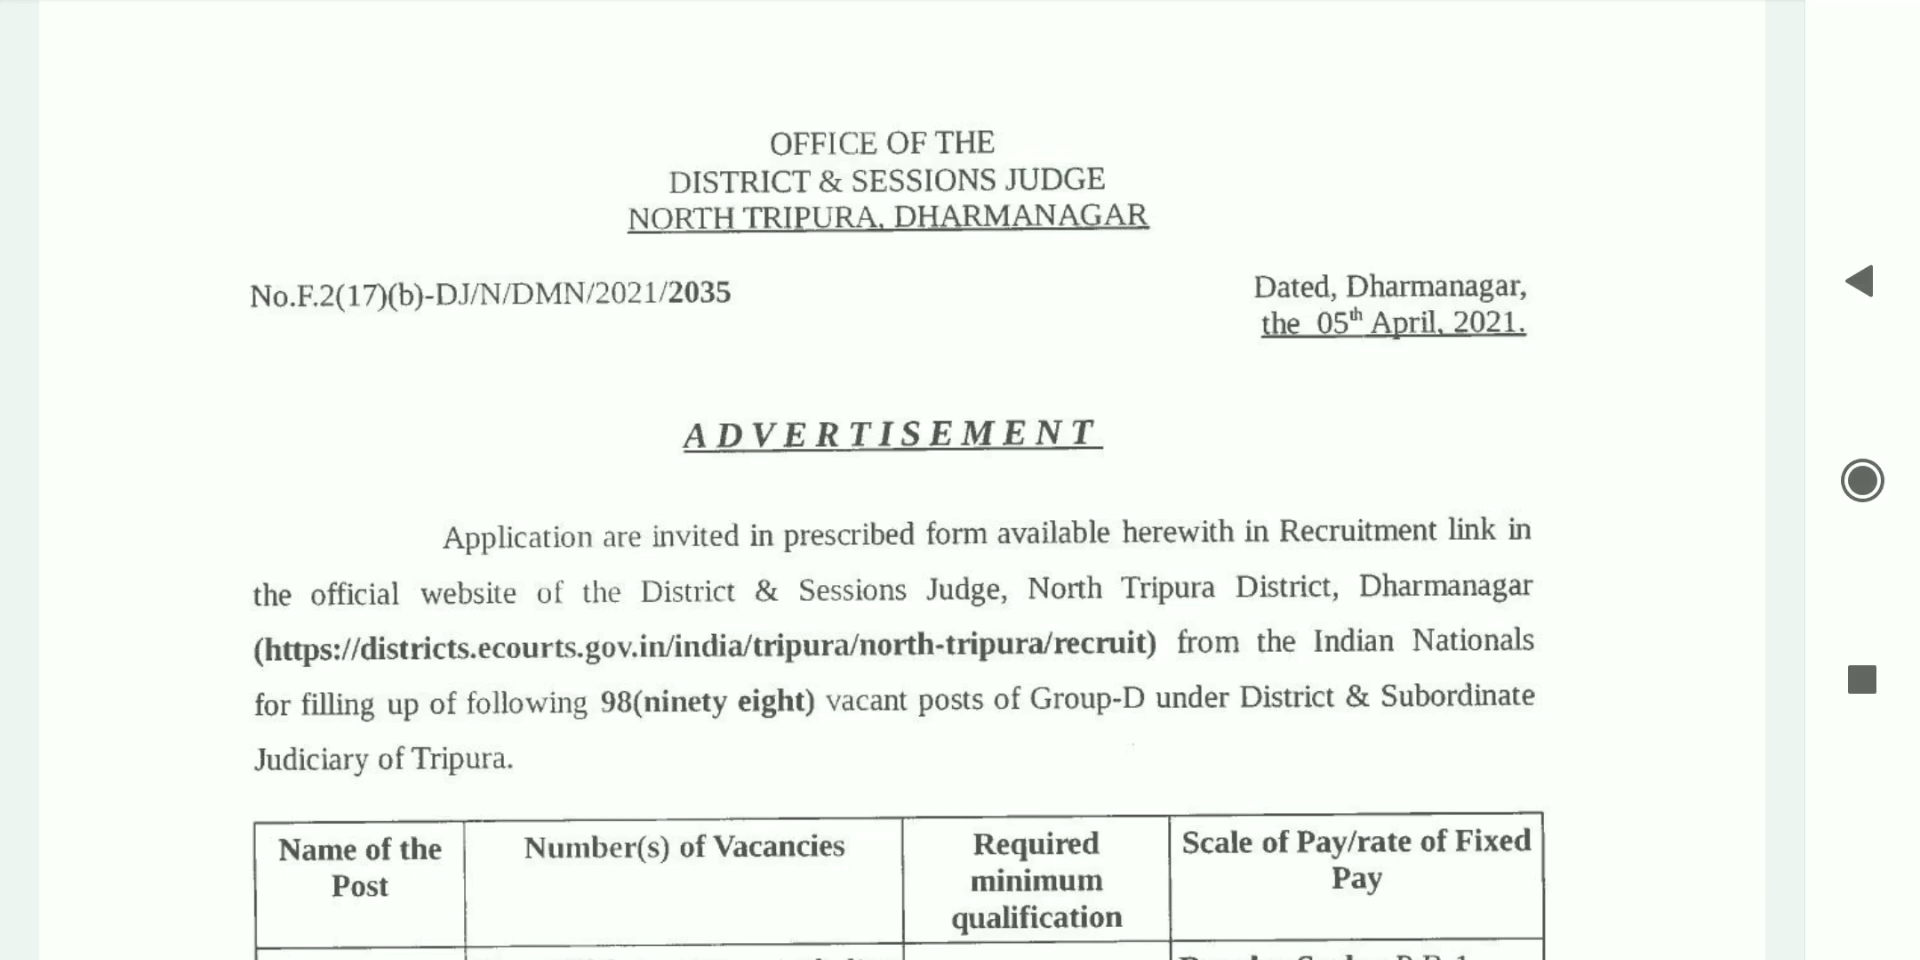 OFFICE OF THE
DISTRICT & SESSIONS JUDGE
NORTH TRIPURA, DHARMANAGAR
No.F.2(17)(b)-DJ/N/DMN/2021/2035
Dated, Dharmanagar,
the 05th April, 2021.
ADVERTISEMENT
Application are invited in prescribed form available herewith in Recruitment link in
the official website of the District & Sessions Judge, North Tripura District, Dharmanagar
(https://districts.ecourts.gov.in/india/tripura/north-tripura/recruit) from the Indian Nationals
for filling up of following 98(ninety eight) vacant posts of Group-D under District & Subordinate
Judiciary of Tripura.
Name of the
Post
Number(s) of Vacancies
Required
minimum
qualification
Scale of Pay/rate of Fixed
Pay